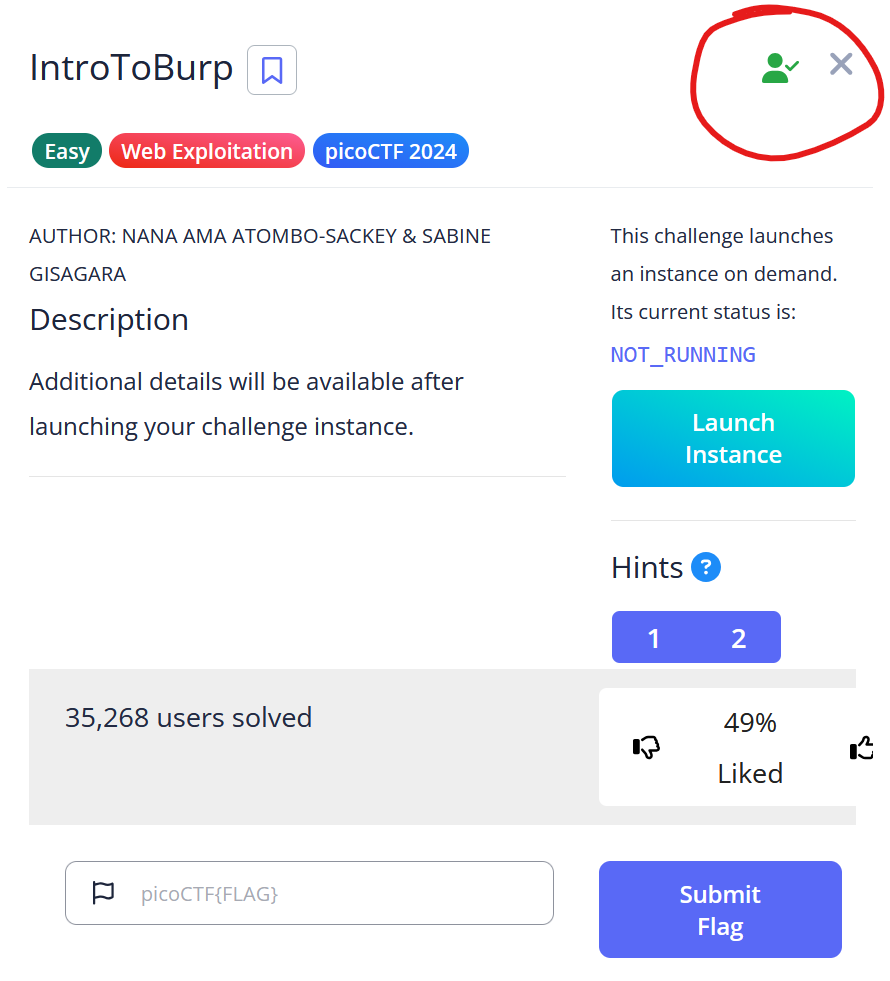 IntroToBurp
Easy
Web Exploitation
picoCTF 2024
AUTHOR: NANA AMA ATOMBO-SACKEY & SABINE
GISAGARA
Description
Additional details will be available after
launching your challenge instance.
This challenge launches
an instance on demand.
Its current status is:
NOT_RUNNING
Launch
Instance
Hints ?
1 2
35,268 users solved
49%
Liked
picoCTF{FLAG}
Submit
Flag